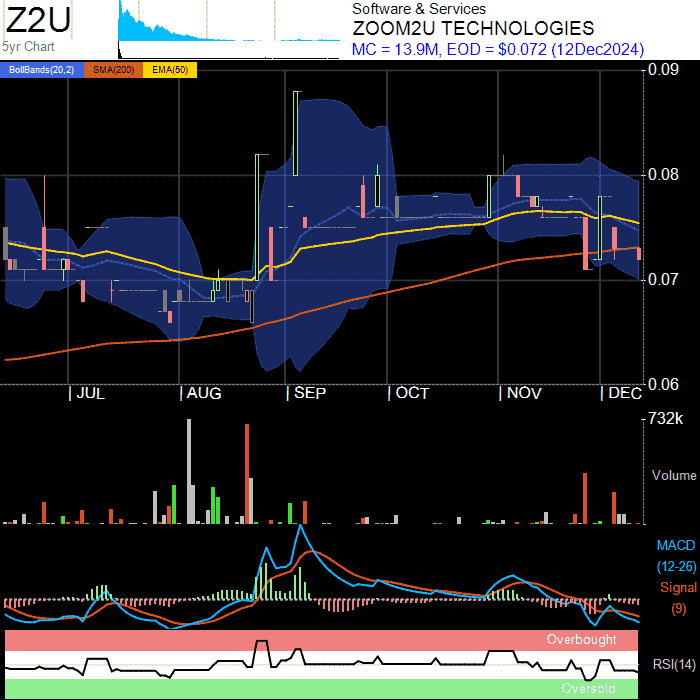 Z2U
5yr Chart
Software & Services
ZOOM2U TECHNOLOGIES
MC = 13.9M, EOD = $0.072 (12Dec2024)
BollBands(20,2) SMA(200) EMA(50)
0.09
0.08
0.07
0.06
JUL AUG SEP OCT NOV DEC
732k
Volume
MACD
(12-26)
Signal
(9)
Overbought
RSI(14)
Oversold